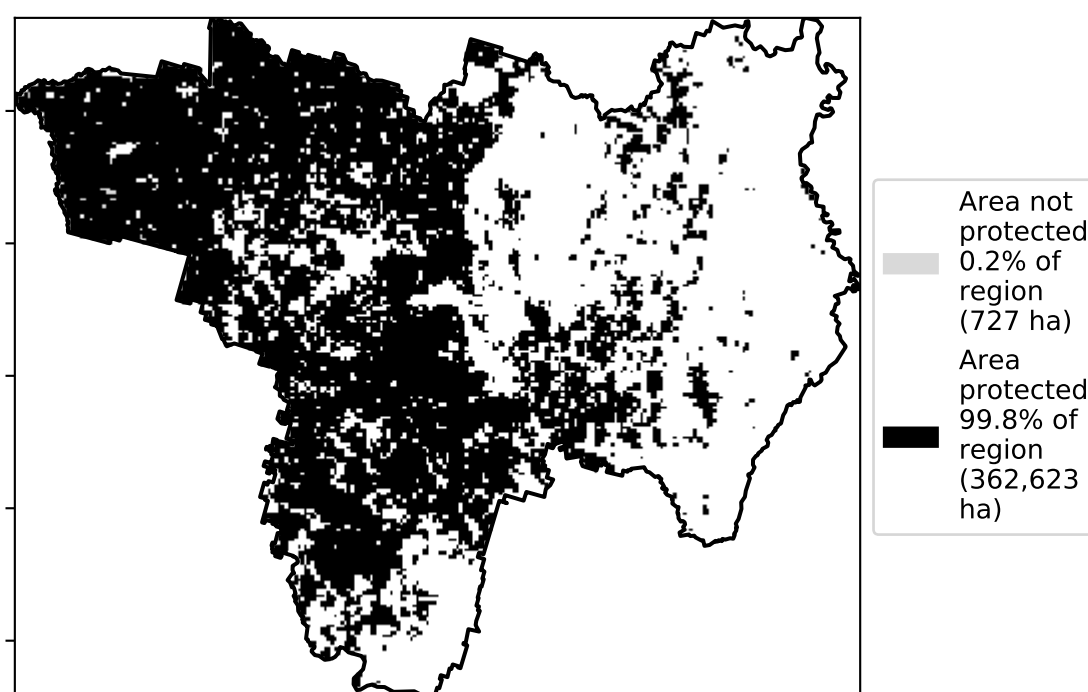 Area not
protected
0.2% of
region
(727 ha)
Area
protected
99.8% of
region
(362,623
ha)